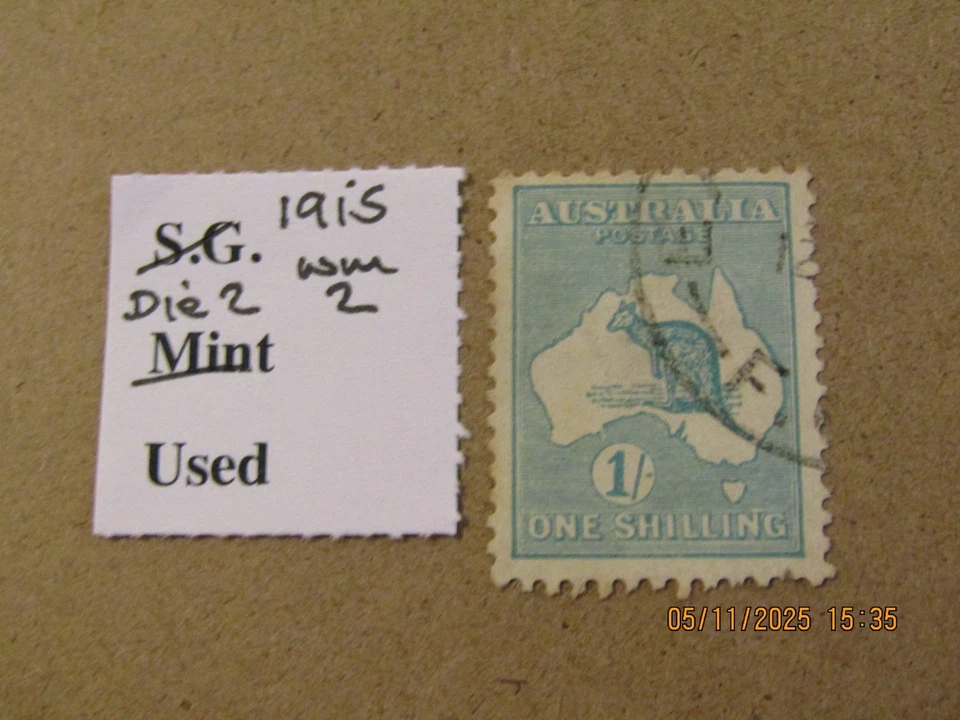 S.G. 1915
wm
Die 2 2
Mint
Used
AUSTRALIA
POSTAGE
1/-
ONE SHILLING
05/11/2025 15:35